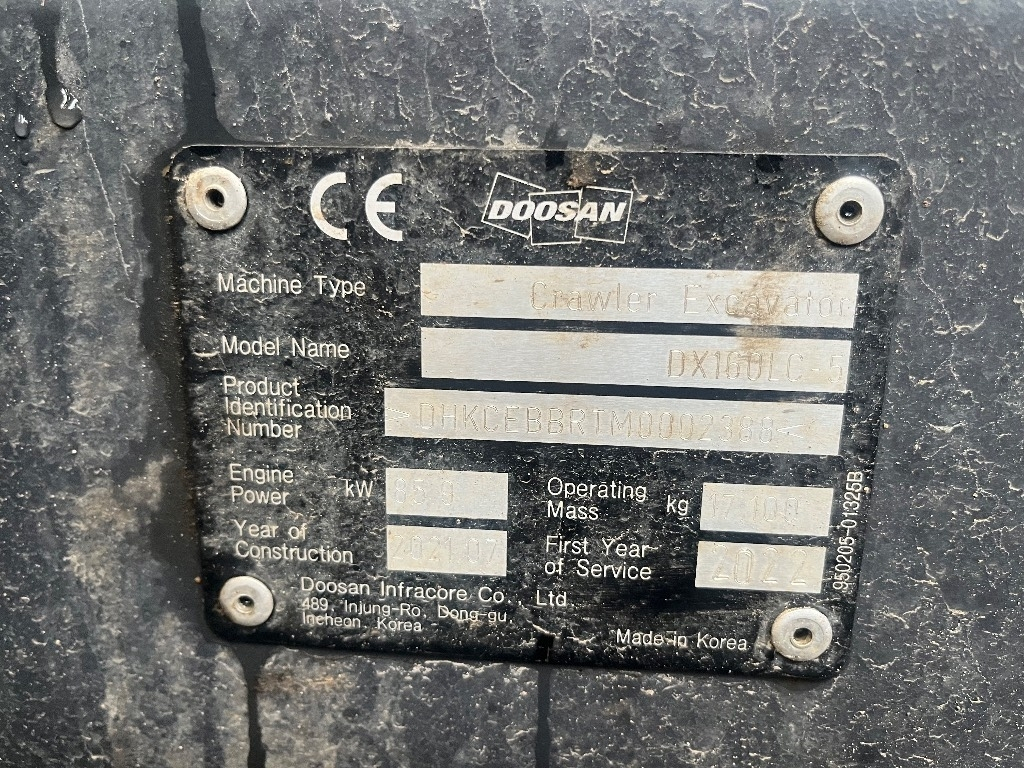 CE DOOSAN
Machine Type Crawler Excavator
Model Name DX160LC-5
Product
Identification
Number >DHKCEBBRTM0002388<
Engine
Power kW 85.9
Operating
Mass kg
Year of
Construction 2021.07
First Year
of Service 2022
Doosan Infracore Co., Ltd.
489, Injung-Ro, Dong-gu,
Incheon, Korea
Made in Korea
950205-01325B